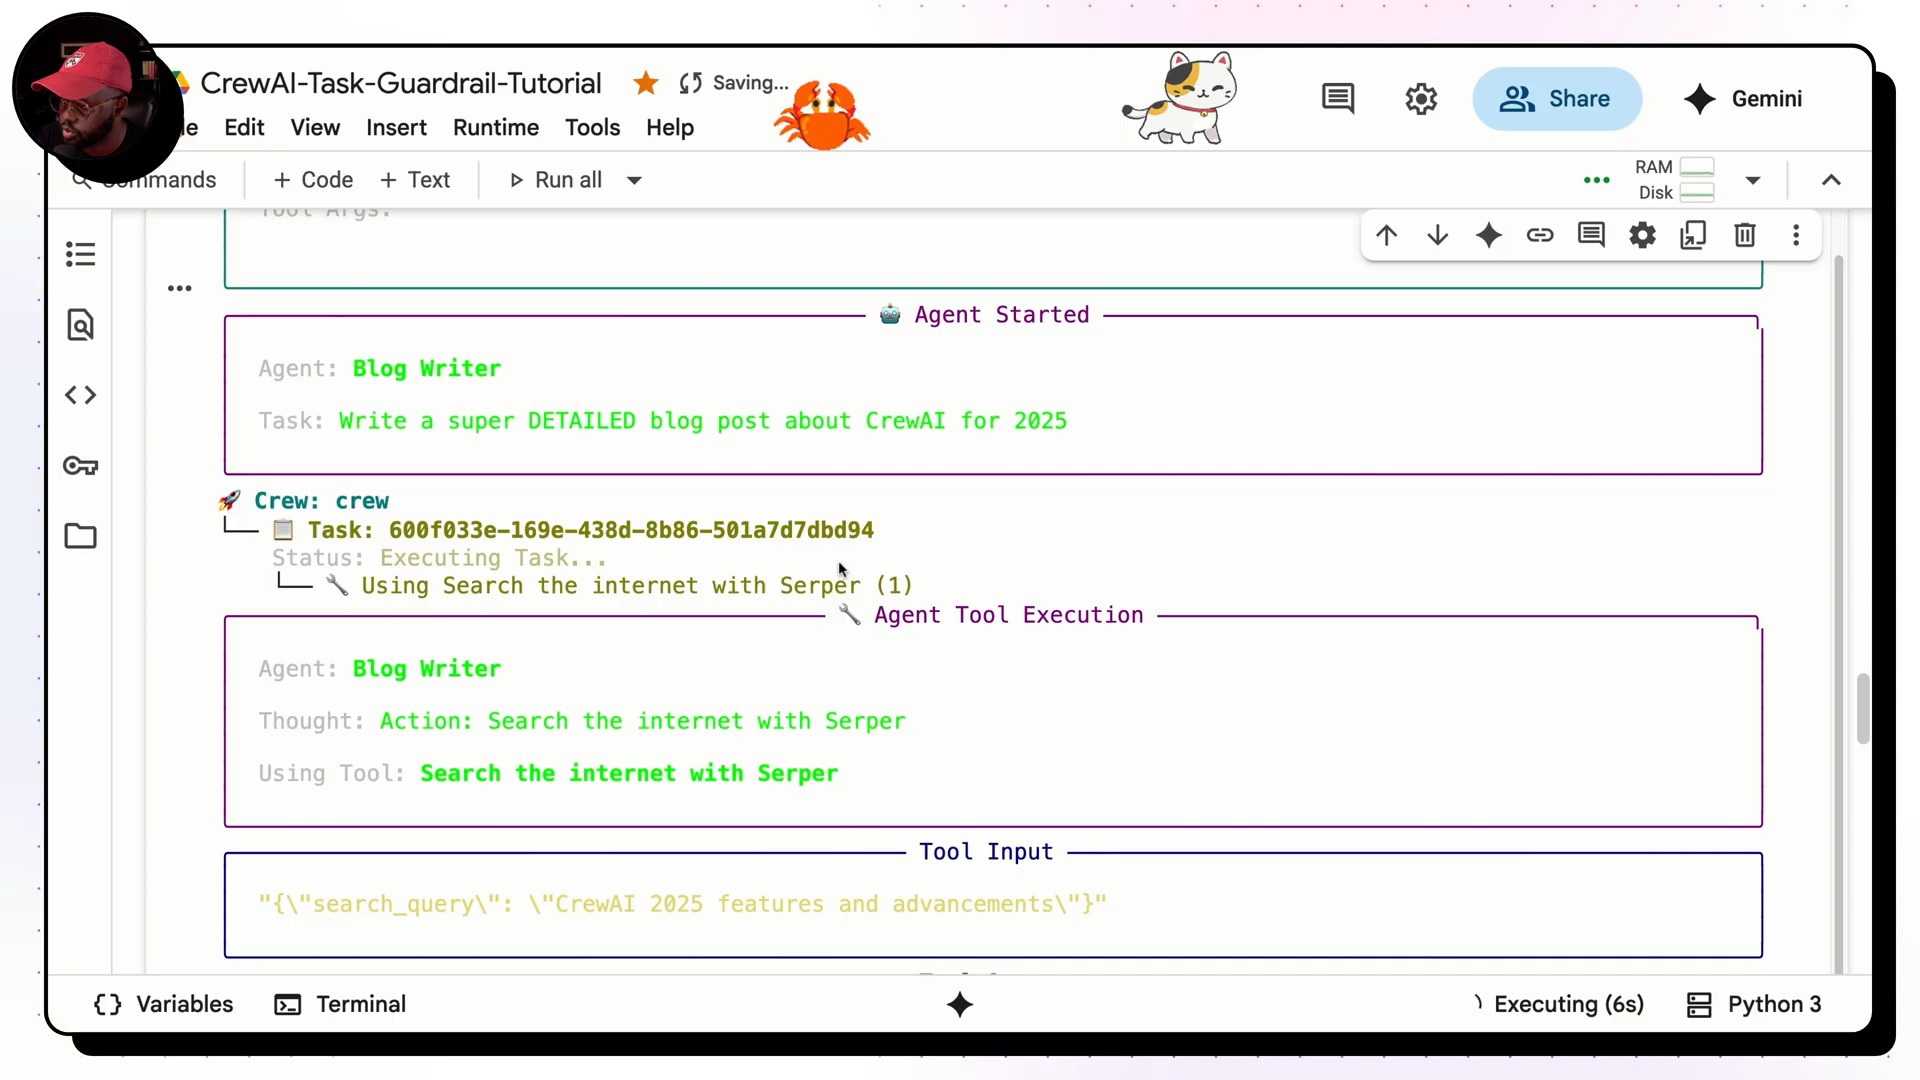 CrewAI-Task-Guardrail-Tutorial Saving...
Edit View Insert Runtime Tools Help
Share Gemini
Commands + Code + Text Run all
RAM
Disk
Tool Args:
Agent Started
Agent: Blog Writer
Task: Write a super DETAILED blog post about CrewAI for 2025
Crew: crew
Task: 600f033e-169e-438d-8b86-501a7d7dbd94
Status: Executing Task...
Using Search the internet with Serper (1)
Agent Tool Execution
Agent: Blog Writer
Thought: Action: Search the internet with Serper
Using Tool: Search the internet with Serper
Tool Input
"{\"search_query\": \"CrewAI 2025 features and advancements\"}"
{} Variables Terminal Executing (6s) Python 3